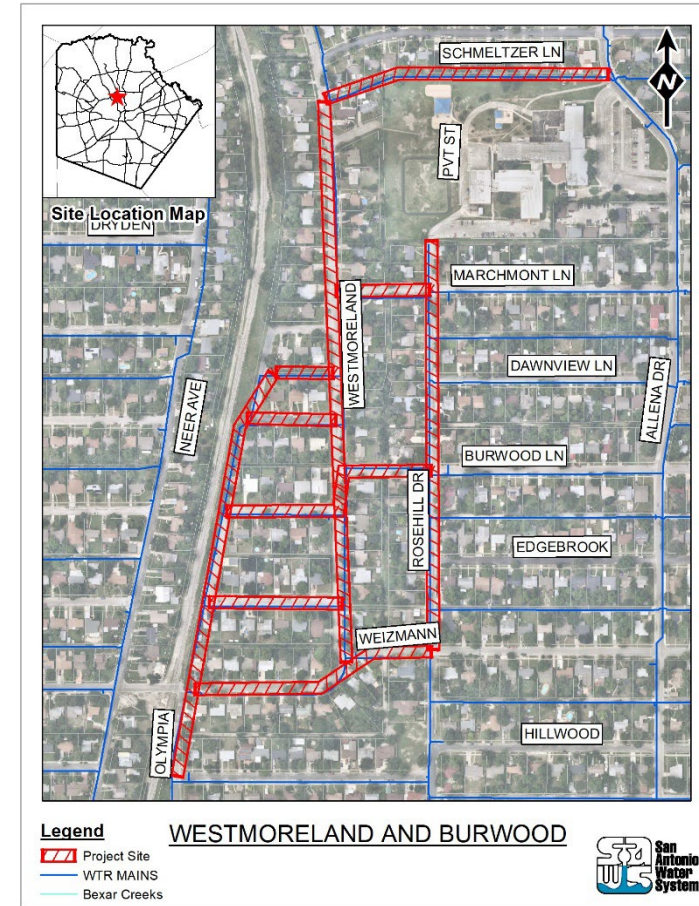 SCHMELTZER LN
N
PVT ST
Site Location Map
DRYDEN
MARCHMONT LN
WESTMORELAND
DAWNVIEW LN
ALLENA DR
NEER AVE
BURWOOD LN
ROSEHILL DR
EDGEBROOK
WEIZMANN
OLYMPIA
HILLWOOD
Legend
WESTMORELAND AND BURWOOD
Project Site
WTR MAINS
Bexar Creeks
San
Antonio
Water
System